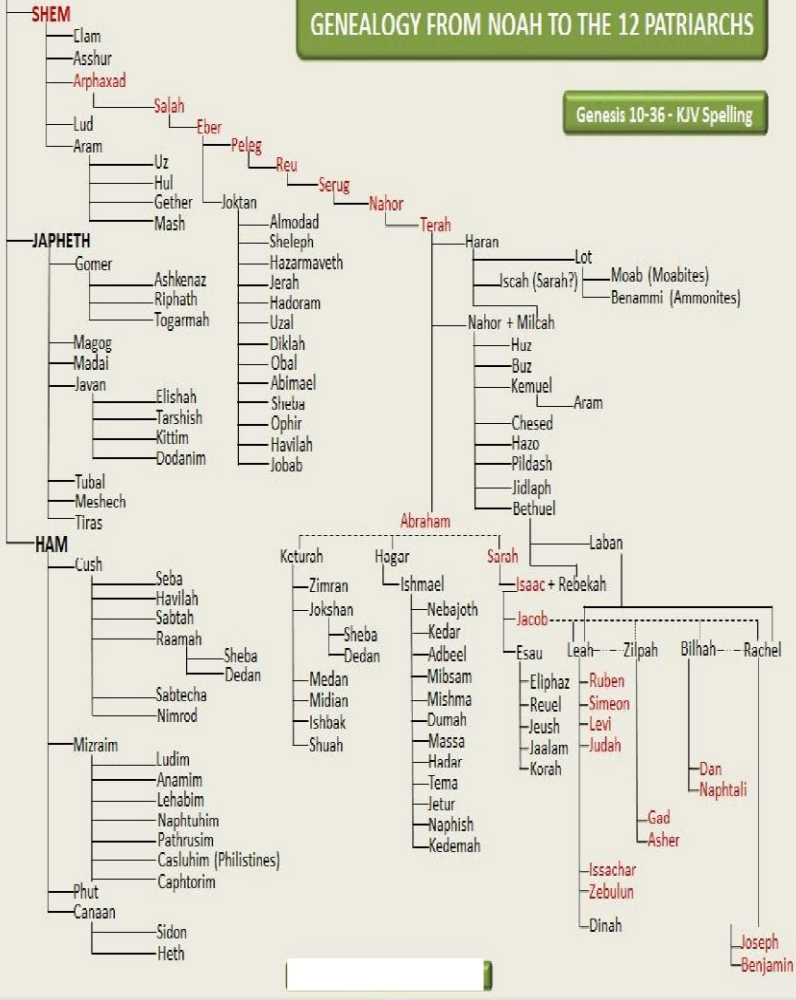 GENEALOGY FROM NOAH TO THE 12 PATRIARCHS
Genesis 10-36 - KJV Spelling
SHEM
Elam
Asshur
Arphaxad
Salah
Eber
Peleg
Reu
Serug
Nahor
Terah
Lud
Aram
Uz
Hul
Gether
Mash
Joktan
Almodad
Sheleph
Hazarmaveth
Jerah
Hadoram
Uzal
Diklah
Obal
Abimael
Sheba
Ophir
Havilah
Jobab
Haran
Lot
Moab (Moabites)
Benammi (Ammonites)
Iscah (Sarah?)
Nahor + Milcah
Huz
Buz
Kemuel
Aram
Chesed
Hazo
Pildash
Jidlaph
Bethuel
Laban
JAPHETH
Gomer
Ashkenaz
Riphath
Togarmah
Magog
Madai
Javan
Elishah
Tarshish
Kittim
Dodanim
Tubal
Meshech
Tiras
HAM
Cush
Seba
Havilah
Sabtah
Raamah
Sheba
Dedan
Sabtecha
Nimrod
Mizraim
Ludim
Anamim
Lehabim
Naphtuhim
Pathrusim
Casluhim (Philistines)
Caphtorim
Phut
Canaan
Sidon
Heth
Abraham
Keturah
Hagar
Sarah
Zimran
Jokshan
Sheba
Dedan
Medan
Midian
Ishbak
Shuah
Ishmael
Nebajoth
Kedar
Adbeel
Mibsam
Mishma
Dumah
Massa
Hadar
Tema
Jetur
Naphish
Kedemah
Isaac + Rebekah
Jacob
Esau
Eliphaz
Reuel
Jeush
Jaalam
Korah
Leah
Zilpah
Bilhah
Rachel
Ruben
Simeon
Levi
Judah
Dan
Naphtali
Gad
Asher
Issachar
Zebulun
Dinah
Joseph
Benjamin